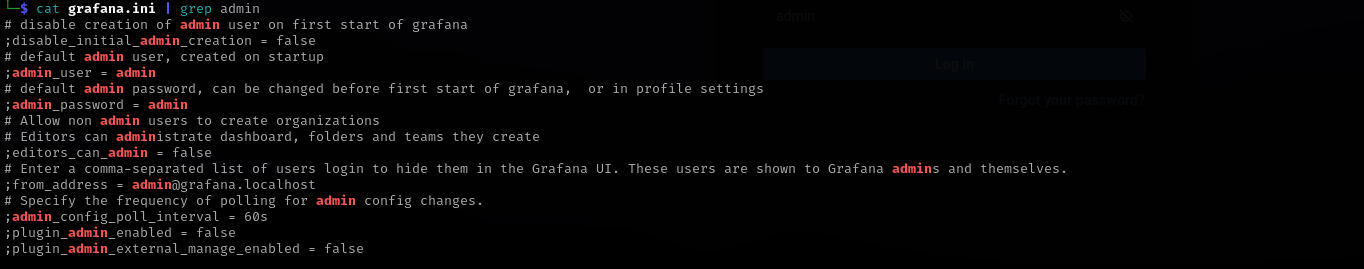 └─$ cat grafana.ini | grep admin
# disable creation of admin user on first start of grafana
;disable_initial_admin_creation = false
# default admin user, created on startup
;admin_user = admin
# default admin password, can be changed before first start of grafana,  or in profile settings
;admin_password = admin
# Allow non admin users to create organizations
# Editors can administrate dashboard, folders and teams they create
;editors_can_admin = false
# Enter a comma-separated list of users login to hide them in the Grafana UI. These users are shown to Grafana admins and themselves.
;from_address = admin@grafana.localhost
# Specify the frequency of polling for admin config changes.
;admin_config_poll_interval = 60s
;plugin_admin_enabled = false
;plugin_admin_external_manage_enabled = false
admin
Log in
Forgot your password?